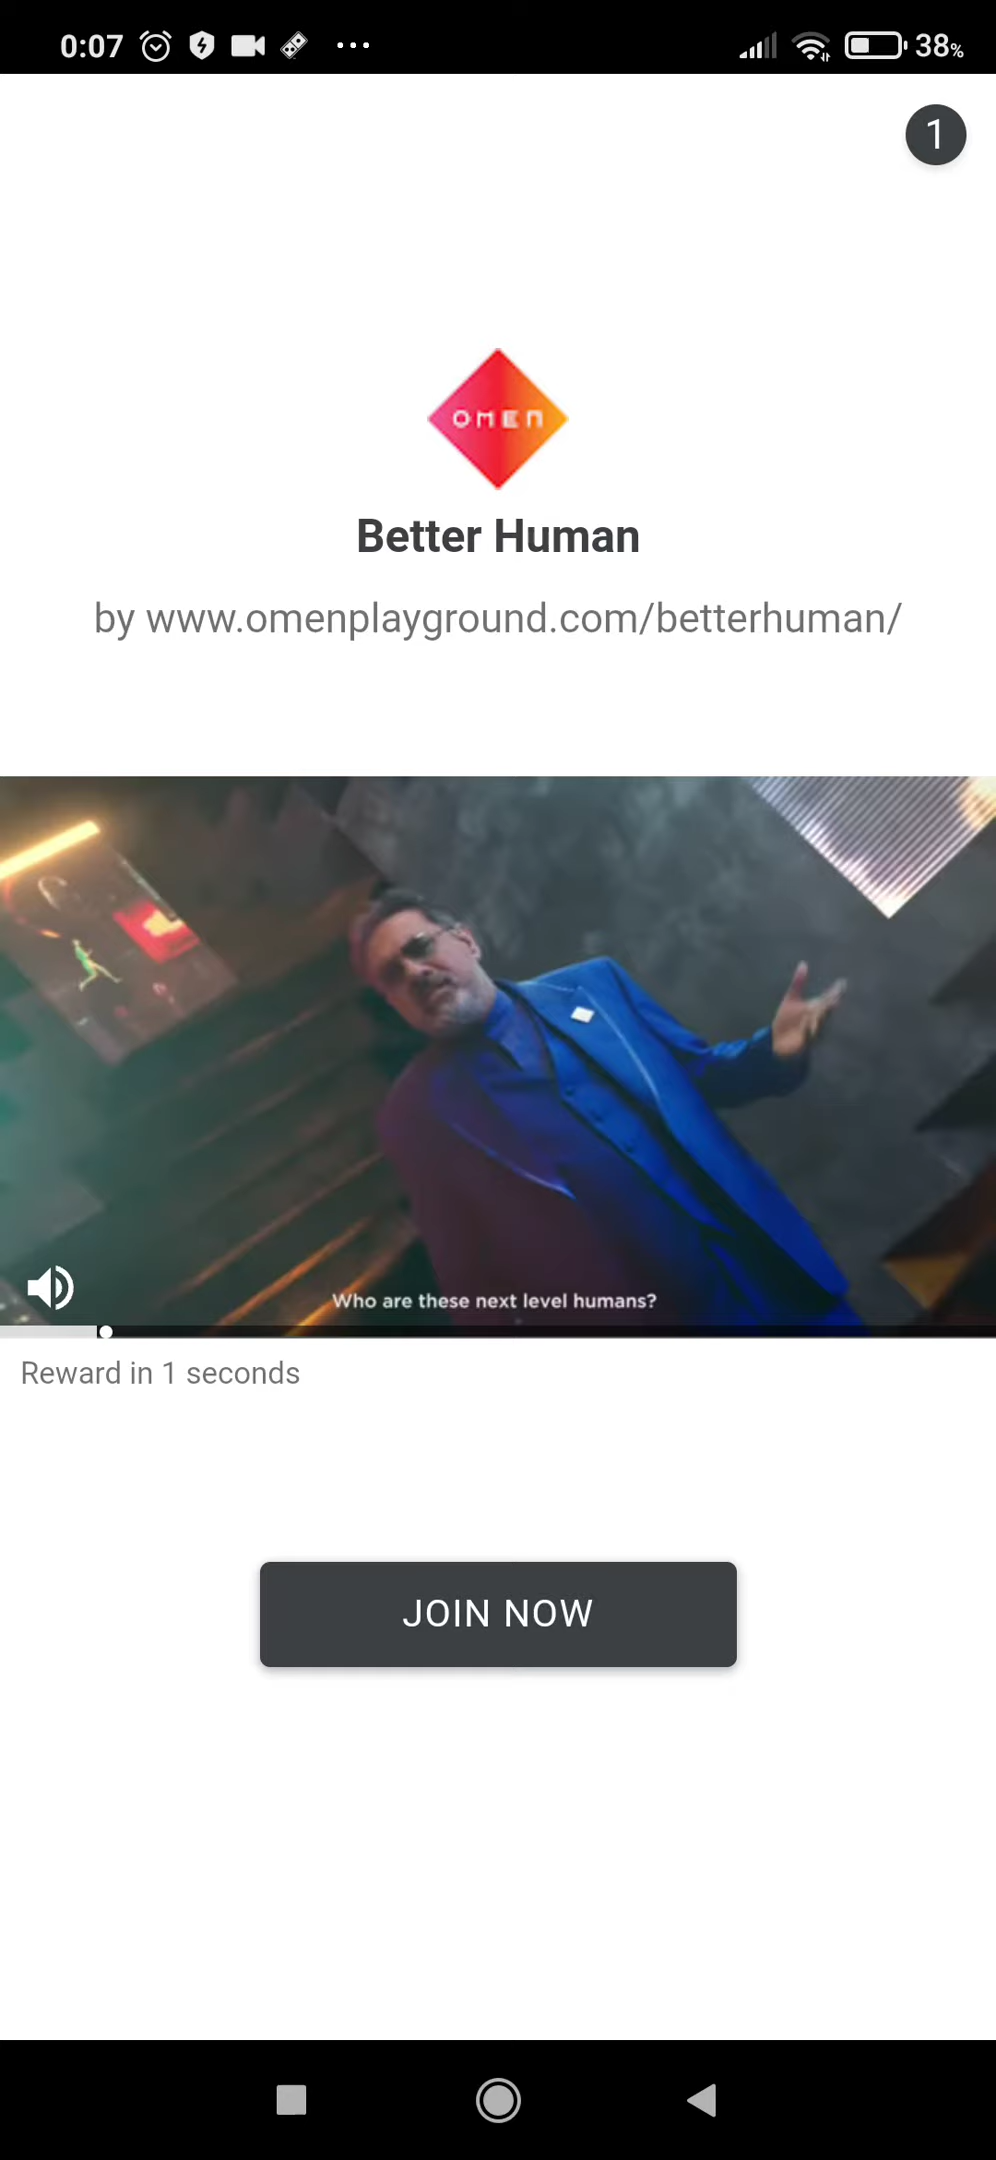 0:07 38%
1
OMEN
Better Human
by www.omenplayground.com/betterhuman/
Who are these next level humans?
Reward in 1 seconds
JOIN NOW